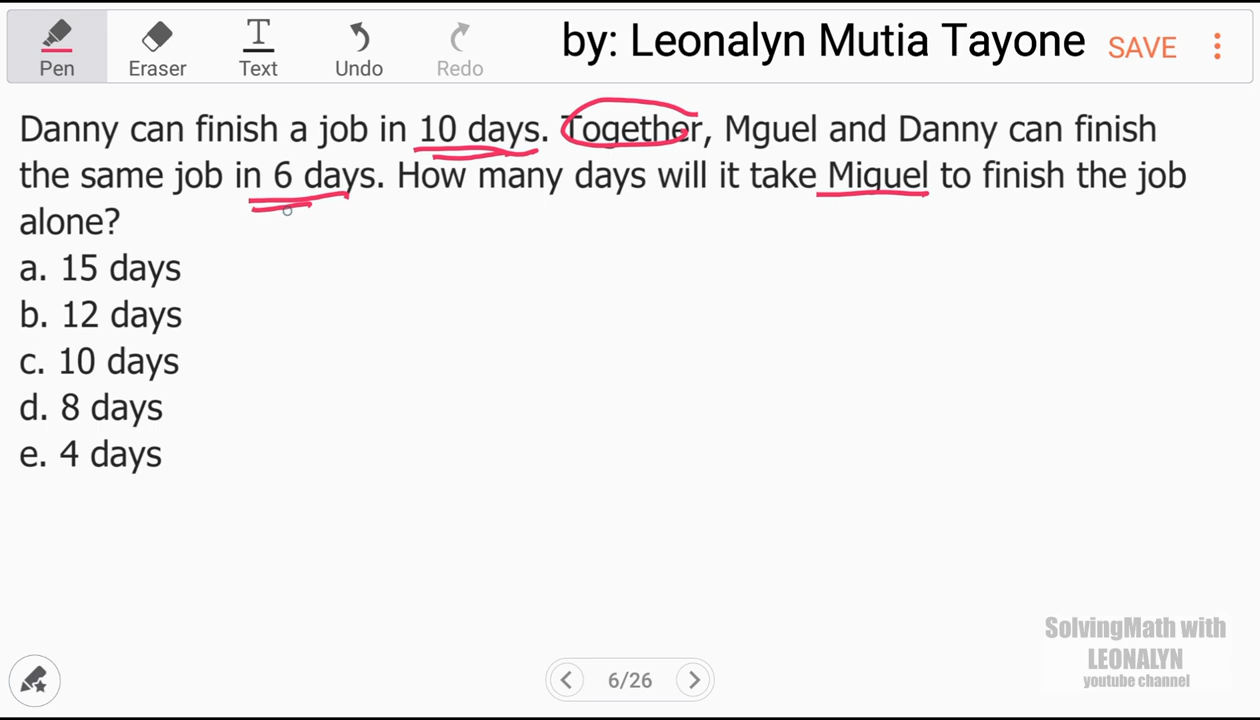 Pen Eraser Text Undo Redo by: Leonalyn Mutia Tayone SAVE
Danny can finish a job in 10 days. Together, Mguel and Danny can finish
the same job in 6 days. How many days will it take Miguel to finish the job
alone?
a. 15 days
b. 12 days
c. 10 days
d. 8 days
e. 4 days
SolvingMath with
LEONALYN
youtube channel
6/26